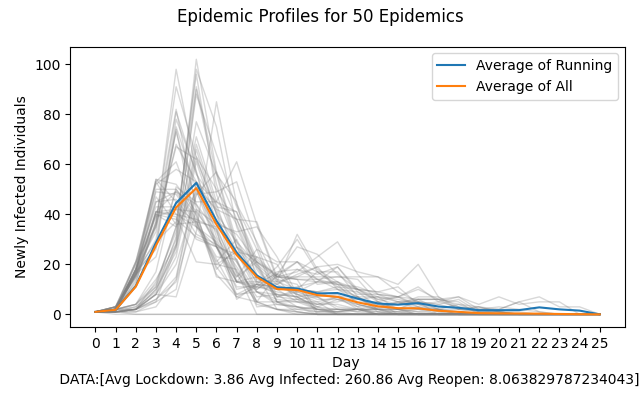 Epidemic Profiles for 50 Epidemics
Average of Running
Average of All
Newly Infected Individuals
100
80
60
40
20
0
0 1 2 3 4 5 6 7 8 9 10 11 12 13 14 15 16 17 18 19 20 21 22 23 24 25
Day
DATA:[Avg Lockdown: 3.86 Avg Infected: 260.86 Avg Reopen: 8.063829787234043]